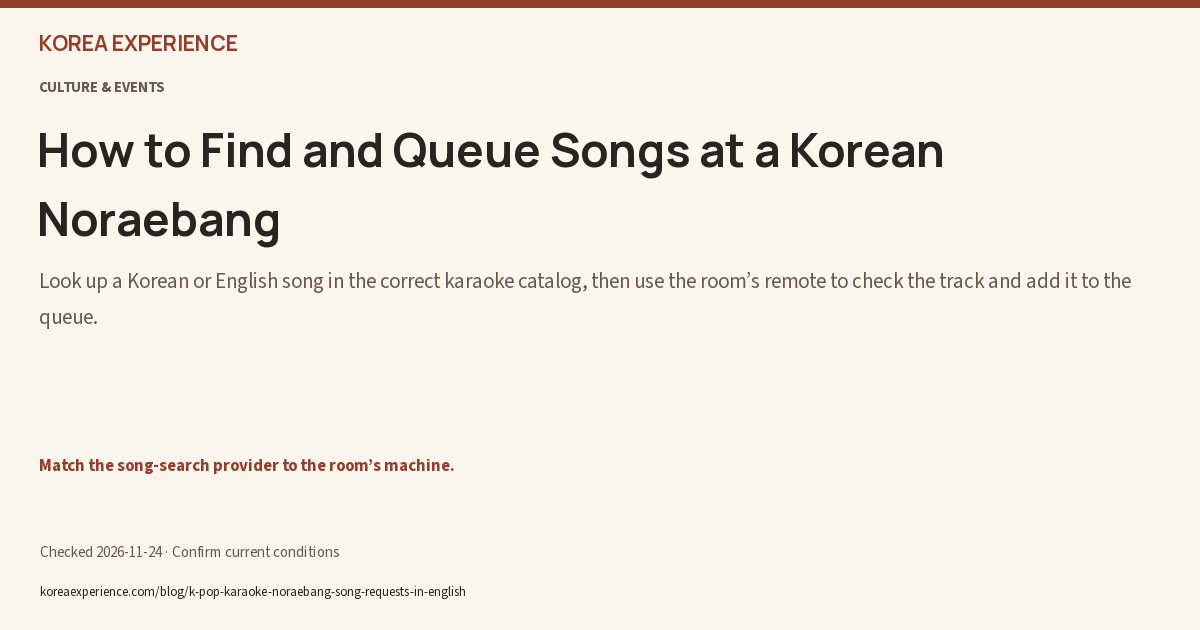 KOREA EXPERIENCE
CULTURE & EVENTS
How to Find and Queue Songs at a Korean
Noraebang
Look up a Korean or English song in the correct karaoke catalog, then use the room’s remote to check the track and add it to the
queue.
Match the song-search provider to the room’s machine.
Checked 2026-11-24 · Confirm current conditions
koreaexperience.com/blog/k-pop-karaoke-noraebang-song-requests-in-english